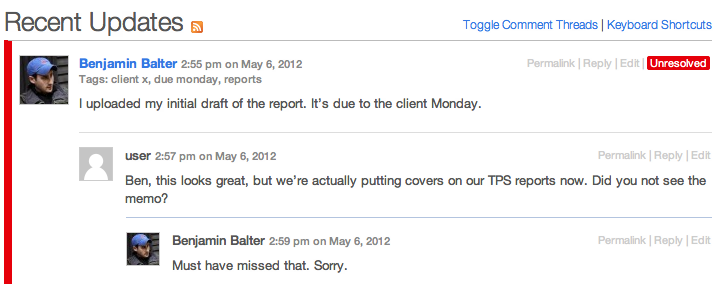 Recent Updates
Toggle Comment Threads | Keyboard Shortcuts
Benjamin Balter 2:55 pm on May 6, 2012
Permalink | Reply | Edit | Unresolved
Tags: client x, due monday, reports
I uploaded my initial draft of the report. It's due to the client Monday.
user 2:57 pm on May 6, 2012
Permalink | Reply | Edit
Ben, this looks great, but we're actually putting covers on our TPS reports now. Did you not see the
memo?
Benjamin Balter 2:59 pm on May 6, 2012
Permalink | Reply | Edit
Must have missed that. Sorry.